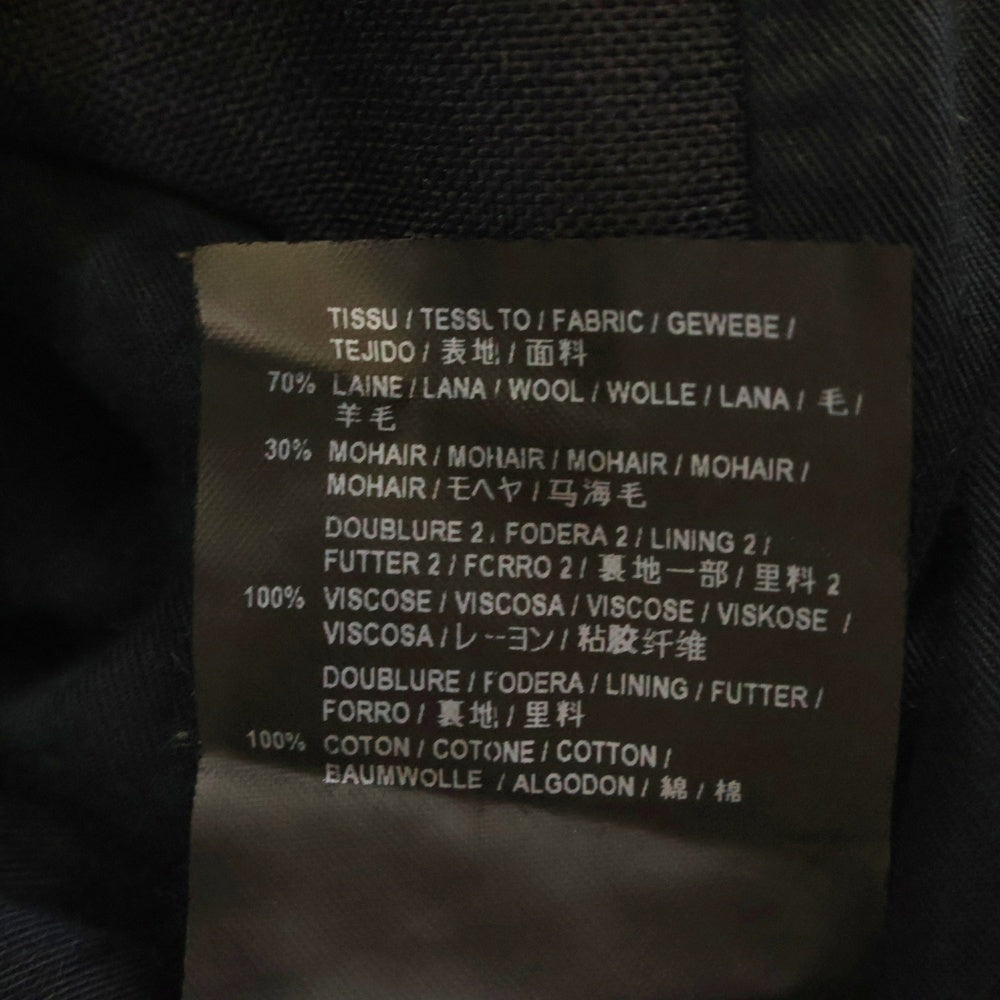 TISSU / TESSUTO / FABRIC / GEWEBE /
TEJIDO / 表地 / 面料
70% LAINE / LANA / WOOL / WOLLE / LANA / 毛 /
羊毛
30% MOHAIR / MOHAIR / MOHAIR / MOHAIR /
MOHAIR / モヘヤ / 马海毛
DOUBLURE 2 / FODERA 2 / LINING 2 /
FUTTER 2 / FORRO 2 / 裏地一部 / 里料 2
100% VISCOSE / VISCOSA / VISCOSE / VISKOSE /
VISCOSA / レーヨン / 粘胶纤维
DOUBLURE / FODERA / LINING / FUTTER /
FORRO / 裏地 / 里料
100% COTON / COTONE / COTTON /
BAUMWOLLE / ALGODON / 綿 / 棉